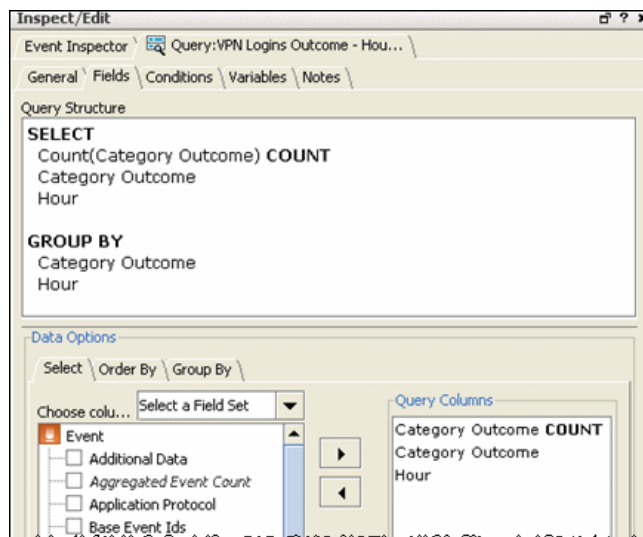 Inspect/Edit
Event Inspector Query:VPN Logins Outcome - Hou...
General Fields Conditions Variables Notes
Query Structure
SELECT
Count(Category Outcome) COUNT
Category Outcome
Hour
GROUP BY
Category Outcome
Hour
Data Options
Select Order By Group By
Choose colu... Select a Field Set
Query Columns
Event
Category Outcome COUNT
Additional Data
Category Outcome
Aggregated Event Count
Hour
Application Protocol
Base Event Ids